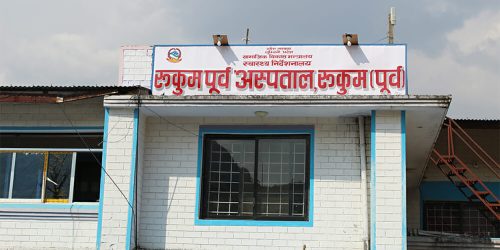 सामाजिक विकास मन्त्रालय
स्वास्थ्य निर्देशनालय
रूकुम पूर्व अस्पताल, रूकुम (पूर्व)